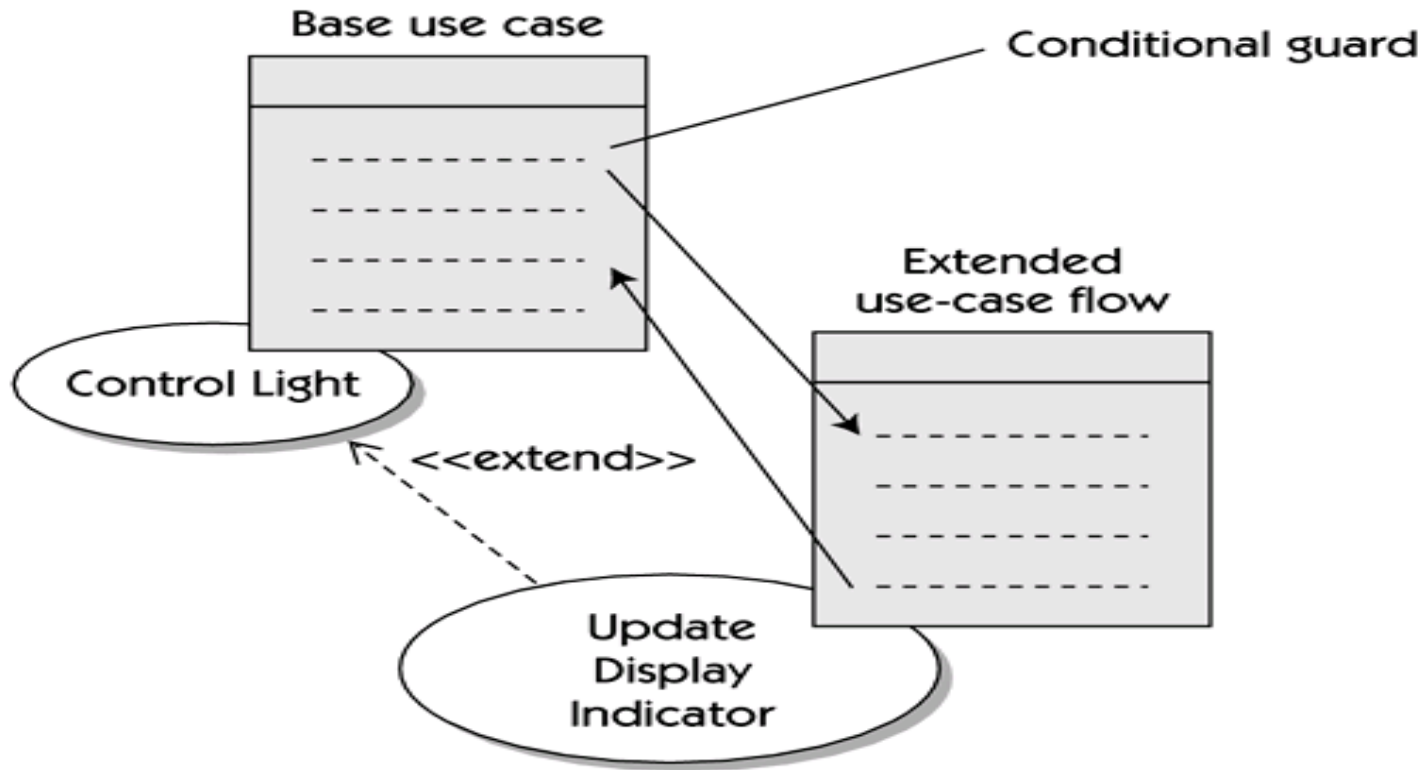 Base use case
Conditional guard
Extended
use-case flow
Control Light
<<extend>>
Update
Display
Indicator